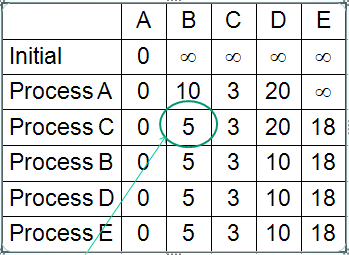 A B C D E
Initial 0 ∞ ∞ ∞ ∞
Process A 0 10 3 20 ∞
Process C 0 5 3 20 18
Process B 0 5 3 10 18
Process D 0 5 3 10 18
Process E 0 5 3 10 18